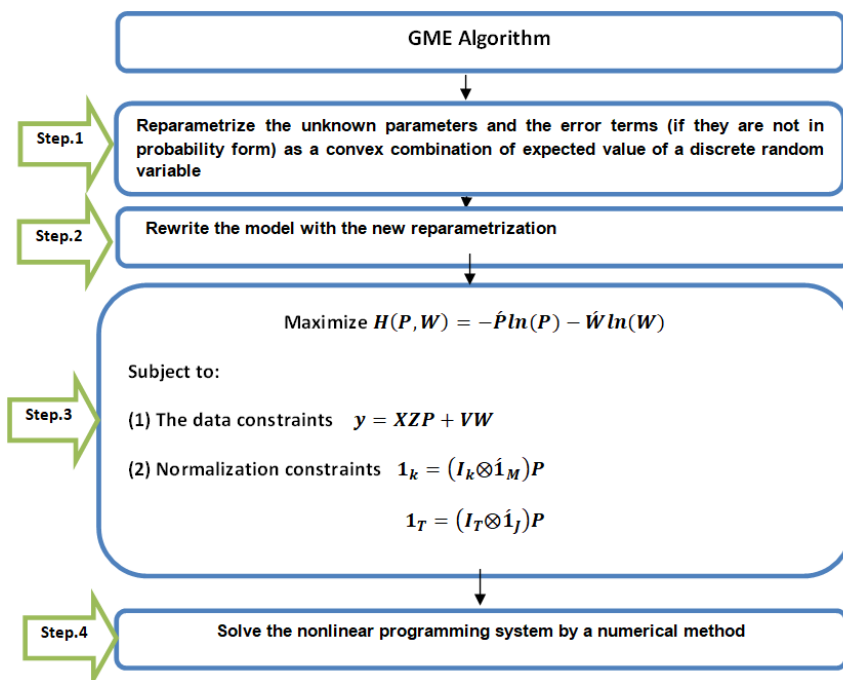 GME Algorithm
Step.1
Reparametrize the unknown parameters and the error terms (if they are not in
probability form) as a convex combination of expected value of a discrete random
variable
Step.2
Rewrite the model with the new reparametrization
Step.3
Maximize H(P, W) = −Ṕln(P) − Ẃln(W)
Subject to:
(1) The data constraints y = XZP + VW
(2) Normalization constraints 1ₖ = (Iₖ⊗1́_M)P
1_T = (I_T⊗1́_J)P
Step.4
Solve the nonlinear programming system by a numerical method